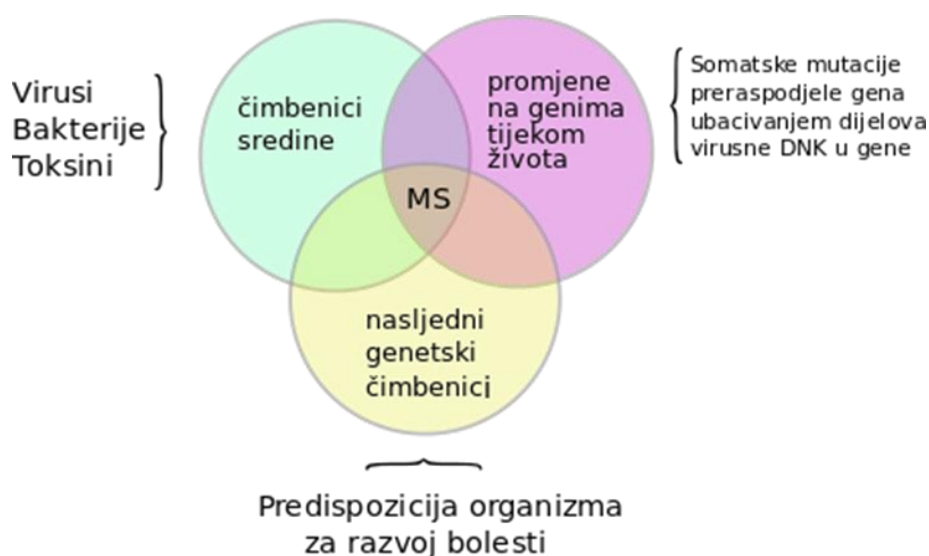 Virusi
Bakterije
Toksini
čimbenici
sredine
promjene
na genima
tijekom
života
Somatske mutacije
preraspodjele gena
ubacivanjem dijelova
virusne DNK u gene
MS
nasljedni
genetski
čimbenici
Predispozicija organizma
za razvoj bolesti